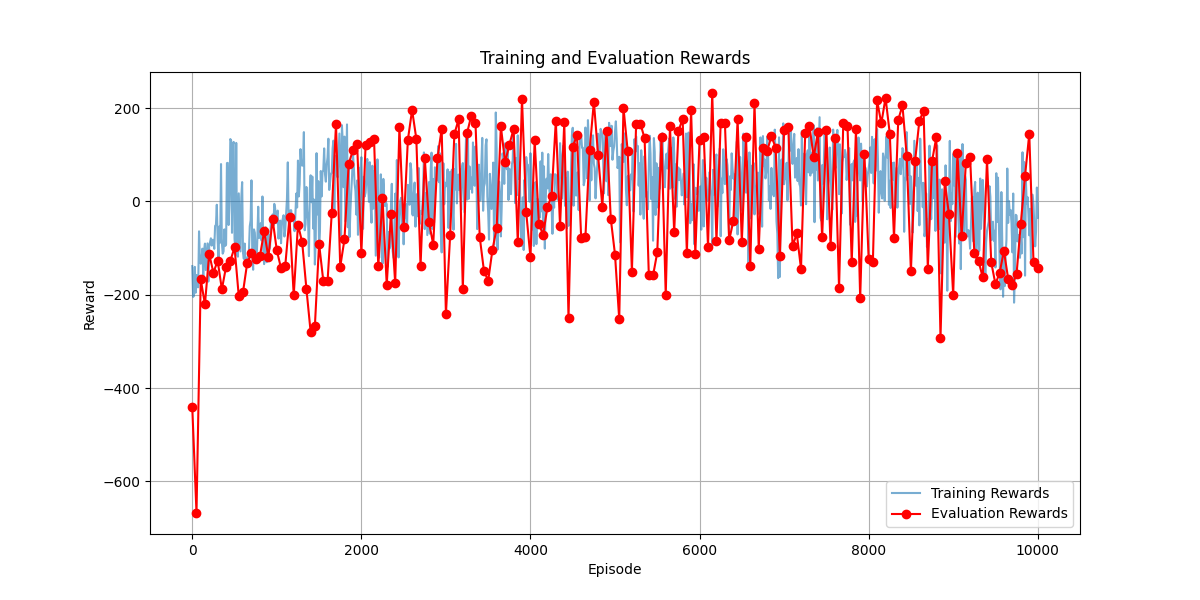 Training and Evaluation Rewards
200
0
−200
−400
−600
Reward
0
2000
4000
6000
8000
10000
Episode
Training Rewards
Evaluation Rewards